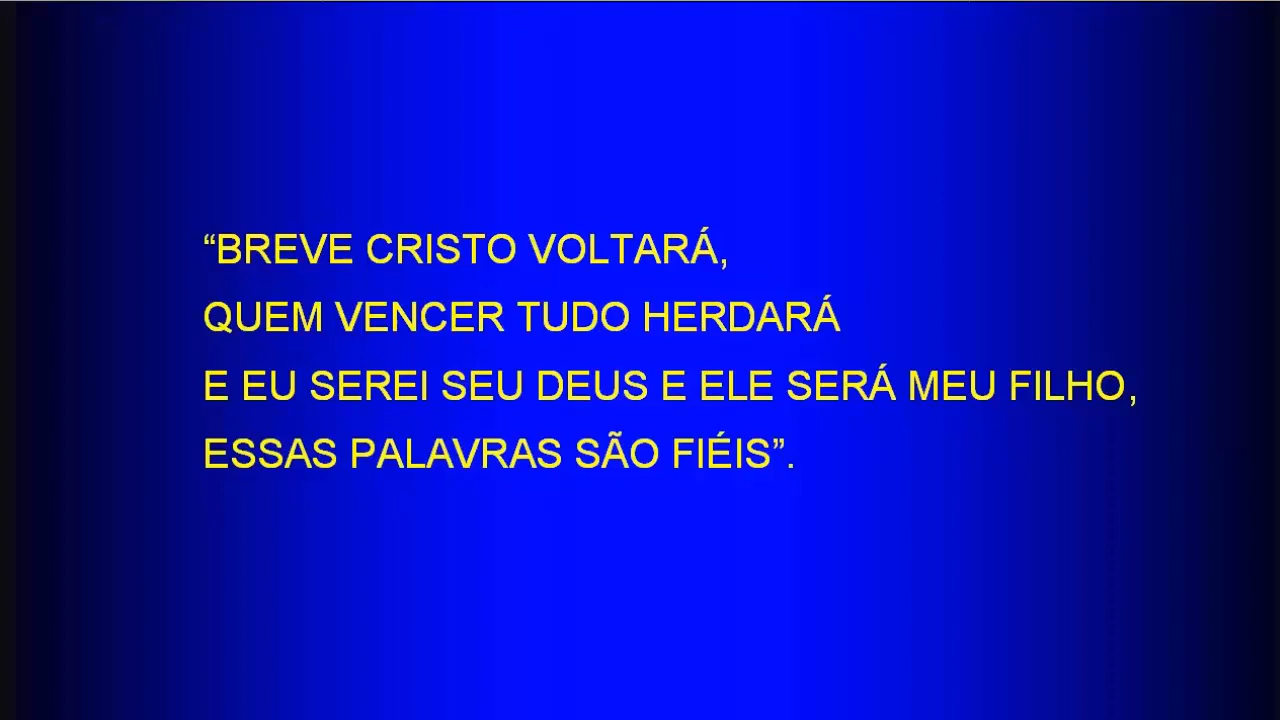 “BREVE CRISTO VOLTARÁ,
QUEM VENCER TUDO HERDARÁ
E EU SEREI SEU DEUS E ELE SERÁ MEU FILHO,
ESSAS PALAVRAS SÃO FIÉIS”.